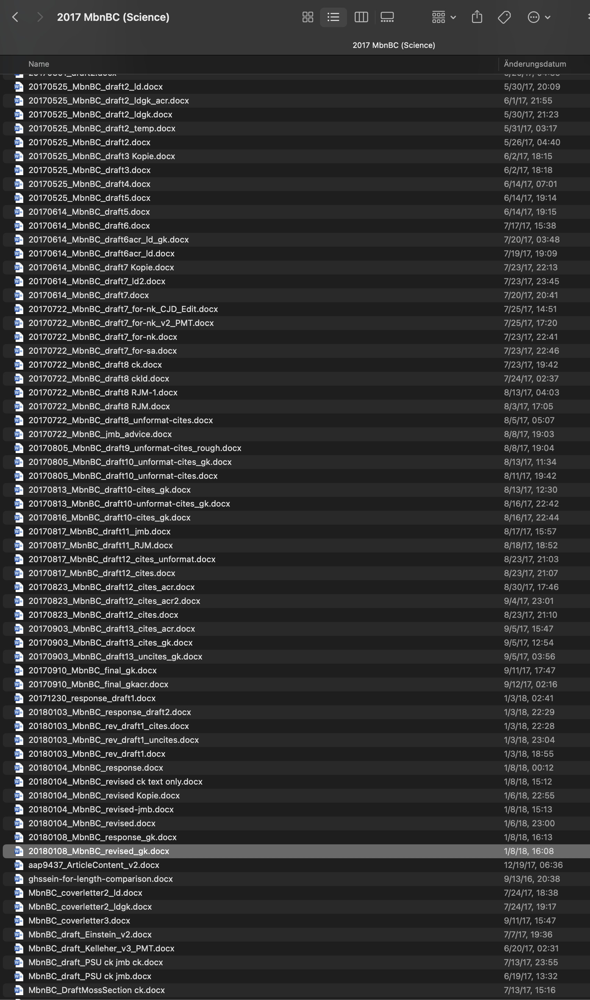 2017 MbnBC (Science)
2017 MbnBC (Science)
Name Änderungsdatum
20170525_MbnBC_draft2_ld.docx 5/30/17, 20:09
20170525_MbnBC_draft2_ldgk_acr.docx 6/1/17, 21:55
20170525_MbnBC_draft2_ldgk.docx 5/30/17, 21:23
20170525_MbnBC_draft2_temp.docx 5/31/17, 03:17
20170525_MbnBC_draft2.docx 5/26/17, 04:40
20170525_MbnBC_draft3 Kopie.docx 6/2/17, 18:15
20170525_MbnBC_draft3.docx 6/2/17, 18:18
20170525_MbnBC_draft4.docx 6/14/17, 07:01
20170525_MbnBC_draft5.docx 6/14/17, 19:14
20170614_MbnBC_draft5.docx 6/14/17, 19:15
20170614_MbnBC_draft6.docx 7/17/17, 15:38
20170614_MbnBC_draft6acr_ld_gk.docx 7/20/17, 03:48
20170614_MbnBC_draft6acr_ld.docx 7/19/17, 19:09
20170614_MbnBC_draft7 Kopie.docx 7/23/17, 22:13
20170614_MbnBC_draft7_ld2.docx 7/23/17, 23:45
20170614_MbnBC_draft7.docx 7/20/17, 20:41
20170722_MbnBC_draft7_for-nk_CJD_Edit.docx 7/25/17, 14:51
20170722_MbnBC_draft7_for-nk_v2_PMT.docx 7/25/17, 17:20
20170722_MbnBC_draft7_for-nk.docx 7/23/17, 22:41
20170722_MbnBC_draft7_for-sa.docx 7/23/17, 22:46
20170722_MbnBC_draft8 ck.docx 7/23/17, 19:42
20170722_MbnBC_draft8 ckld.docx 7/24/17, 02:37
20170722_MbnBC_draft8 RJM-1.docx 8/13/17, 04:03
20170722_MbnBC_draft8 RJM.docx 8/3/17, 17:05
20170722_MbnBC_draft8_unformat-cites.docx 8/5/17, 05:07
20170722_MbnBC_jmb_advice.docx 8/8/17, 19:03
20170805_MbnBC_draft9_unformat-cites_rough.docx 8/8/17, 19:04
20170805_MbnBC_draft10_unformat-cites_gk.docx 8/13/17, 11:34
20170805_MbnBC_draft10_unformat-cites.docx 8/11/17, 19:42
20170813_MbnBC_draft10-cites_gk.docx 8/13/17, 12:30
20170813_MbnBC_draft10-unformat-cites_gk.docx 8/16/17, 22:42
20170816_MbnBC_draft10-cites_gk.docx 8/16/17, 22:44
20170817_MbnBC_draft11_jmb.docx 8/17/17, 15:57
20170817_MbnBC_draft11_RJM.docx 8/18/17, 18:52
20170817_MbnBC_draft12_cites_unformat.docx 8/23/17, 21:03
20170817_MbnBC_draft12_cites.docx 8/23/17, 21:07
20170823_MbnBC_draft12_cites_acr.docx 8/30/17, 17:46
20170823_MbnBC_draft12_cites_acr2.docx 9/4/17, 23:01
20170823_MbnBC_draft12_cites.docx 8/23/17, 21:10
20170903_MbnBC_draft13_cites_acr.docx 9/5/17, 15:47
20170903_MbnBC_draft13_cites_gk.docx 9/5/17, 12:54
20170903_MbnBC_draft13_uncites_gk.docx 9/5/17, 03:56
20170910_MbnBC_final_gk.docx 9/11/17, 17:47
20170910_MbnBC_final_gkacr.docx 9/12/17, 02:16
20171230_response_draft1.docx 1/3/18, 02:41
20180103_MbnBC_response_draft2.docx 1/3/18, 22:29
20180103_MbnBC_rev_draft1_cites.docx 1/3/18, 22:28
20180103_MbnBC_rev_draft1_uncites.docx 1/3/18, 23:04
20180103_MbnBC_rev_draft1.docx 1/3/18, 18:55
20180104_MbnBC_response.docx 1/8/18, 00:12
20180104_MbnBC_revised ck text only.docx 1/8/18, 15:12
20180104_MbnBC_revised Kopie.docx 1/6/18, 22:55
20180104_MbnBC_revised-jmb.docx 1/8/18, 15:13
20180104_MbnBC_revised.docx 1/6/18, 23:00
20180108_MbnBC_response_gk.docx 1/8/18, 16:13
20180108_MbnBC_revised_gk.docx 1/8/18, 16:08
aap9437_ArticleContent_v2.docx 12/19/17, 06:36
ghssein-for-length-comparison.docx 9/13/16, 20:38
MbnBC_coverletter2_ld.docx 7/24/17, 18:38
MbnBC_coverletter2_ldgk.docx 7/24/17, 19:17
MbnBC_coverletter3.docx 9/11/17, 15:47
MbnBC_draft_Einstein_v2.docx 7/7/17, 19:36
MbnBC_draft_Kelleher_v3_PMT.docx 6/20/17, 02:31
MbnBC_draft_PSU ck jmb ck.docx 7/13/17, 23:55
MbnBC_draft_PSU ck jmb.docx 6/19/17, 13:32
MbnBC_DraftMossSection ck.docx 7/13/17, 15:16